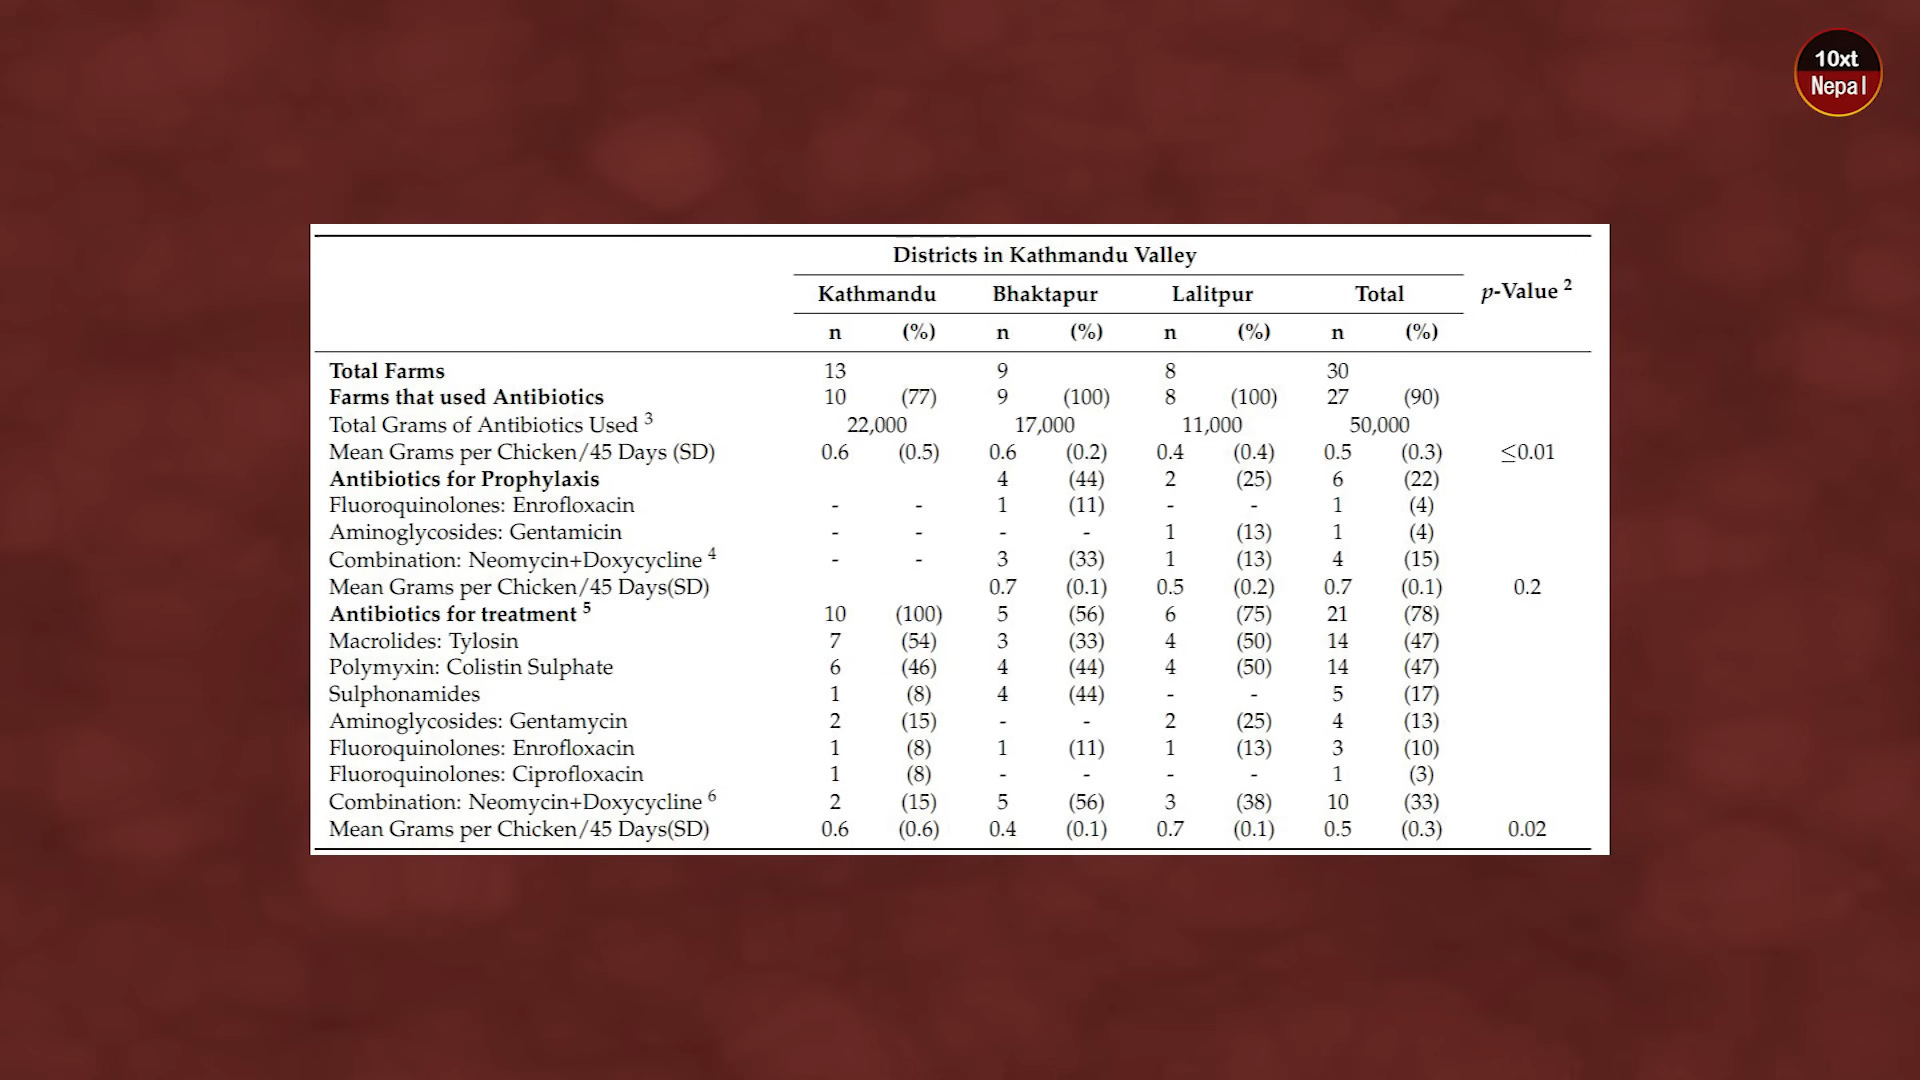 10xt
Nepal
Districts in Kathmandu Valley
Kathmandu Bhaktapur Lalitpur Total p-Value 2
n (%) n (%) n (%) n (%)
Total Farms 13 9 8 30
Farms that used Antibiotics 10 (77) 9 (100) 8 (100) 27 (90)
Total Grams of Antibiotics Used 3 22,000 17,000 11,000 50,000
Mean Grams per Chicken/45 Days (SD) 0.6 (0.5) 0.6 (0.2) 0.4 (0.4) 0.5 (0.3) ≤0.01
Antibiotics for Prophylaxis 4 (44) 2 (25) 6 (22)
Fluoroquinolones: Enrofloxacin - - 1 (11) - - 1 (4)
Aminoglycosides: Gentamicin - - - - 1 (13) 1 (4)
Combination: Neomycin+Doxycycline 4 - - 3 (33) 1 (13) 4 (15)
Mean Grams per Chicken/45 Days(SD) 0.7 (0.1) 0.5 (0.2) 0.7 (0.1) 0.2
Antibiotics for treatment 5 10 (100) 5 (56) 6 (75) 21 (78)
Macrolides: Tylosin 7 (54) 3 (33) 4 (50) 14 (47)
Polymyxin: Colistin Sulphate 6 (46) 4 (44) 4 (50) 14 (47)
Sulphonamides 1 (8) 4 (44) - - 5 (17)
Aminoglycosides: Gentamycin 2 (15) - - 2 (25) 4 (13)
Fluoroquinolones: Enrofloxacin 1 (8) 1 (11) 1 (13) 3 (10)
Fluoroquinolones: Ciprofloxacin 1 (8) - - - - 1 (3)
Combination: Neomycin+Doxycycline 6 2 (15) 5 (56) 3 (38) 10 (33)
Mean Grams per Chicken/45 Days(SD) 0.6 (0.6) 0.4 (0.1) 0.7 (0.1) 0.5 (0.3) 0.02